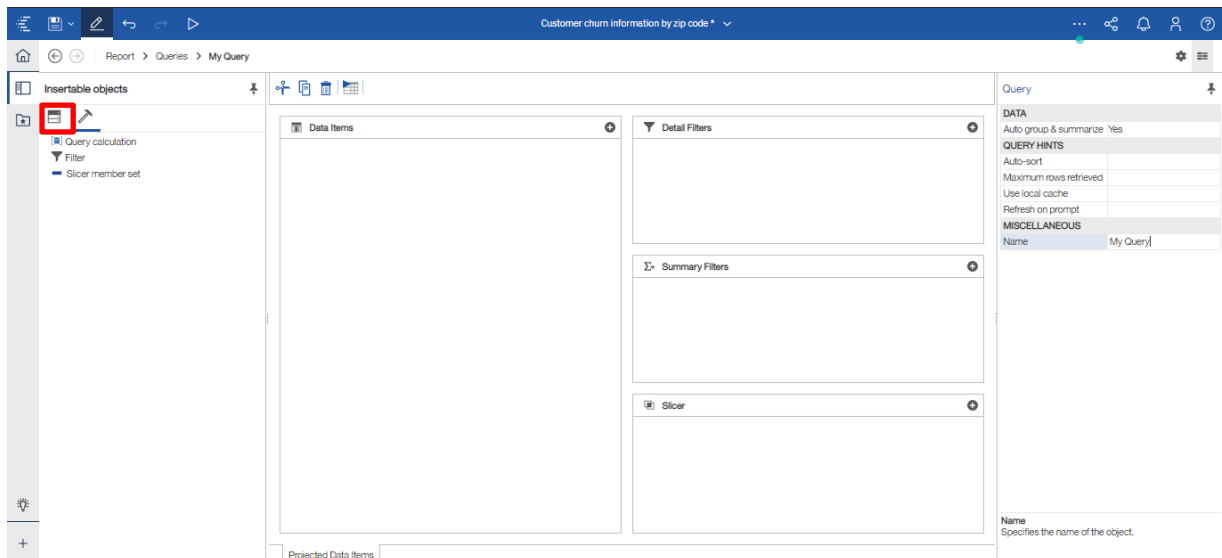 Customer churn information by zip code *
Report > Queries > My Query
Insertable objects
Query calculation
Filter
Slicer member set
Data Items
Detail Filters
Summary Filters
Slicer
Projected Data Items
Query
DATA
Auto group & summarize Yes
QUERY HINTS
Auto-sort
Maximum rows retrieved
Use local cache
Refresh on prompt
MISCELLANEOUS
Name My Query
Name
Specifies the name of the object.